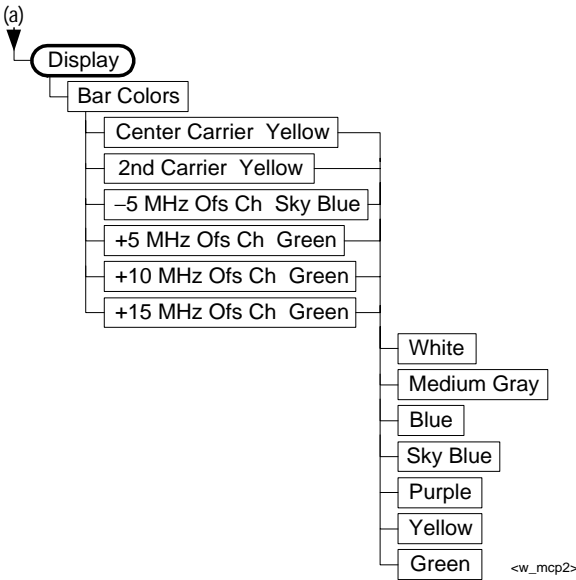 (a)
Display
Bar Colors
Center Carrier Yellow
2nd Carrier Yellow
–5 MHz Ofs Ch Sky Blue
+5 MHz Ofs Ch Green
+10 MHz Ofs Ch Green
+15 MHz Ofs Ch Green
White
Medium Gray
Blue
Sky Blue
Purple
Yellow
Green
<w_mcp2>